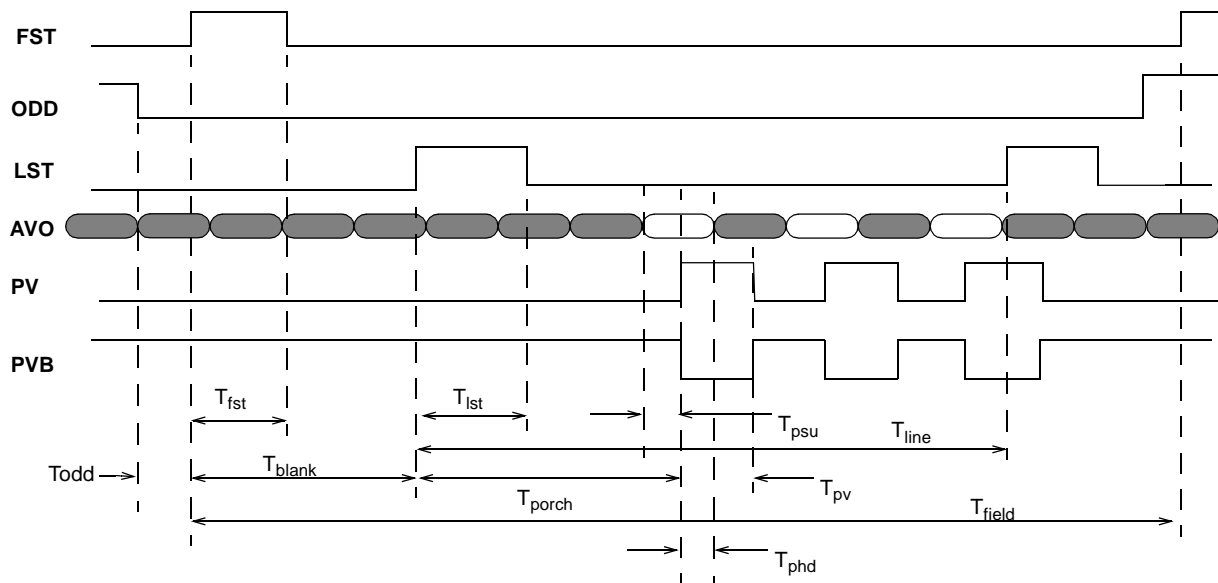 FST
ODD
LST
AVO
PV
PVB
Tfst
Tlst
Tpsu
Tline
Todd
Tblank
Tporch
Tpv
Tfield
Tphd